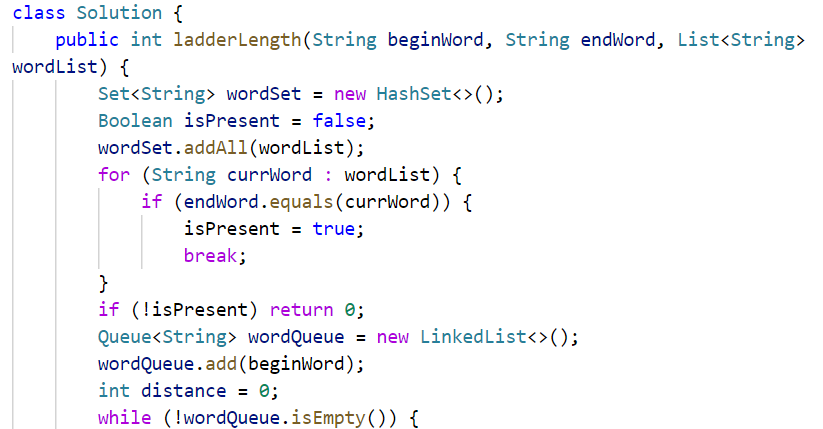 class Solution {
    public int ladderLength(String beginWord, String endWord, List<String>
wordList) {
        Set<String> wordSet = new HashSet<>();
        Boolean isPresent = false;
        wordSet.addAll(wordList);
        for (String currWord : wordList) {
            if (endWord.equals(currWord)) {
                isPresent = true;
                break;
        }
        if (!isPresent) return 0;
        Queue<String> wordQueue = new LinkedList<>();
        wordQueue.add(beginWord);
        int distance = 0;
        while (!wordQueue.isEmpty()) {